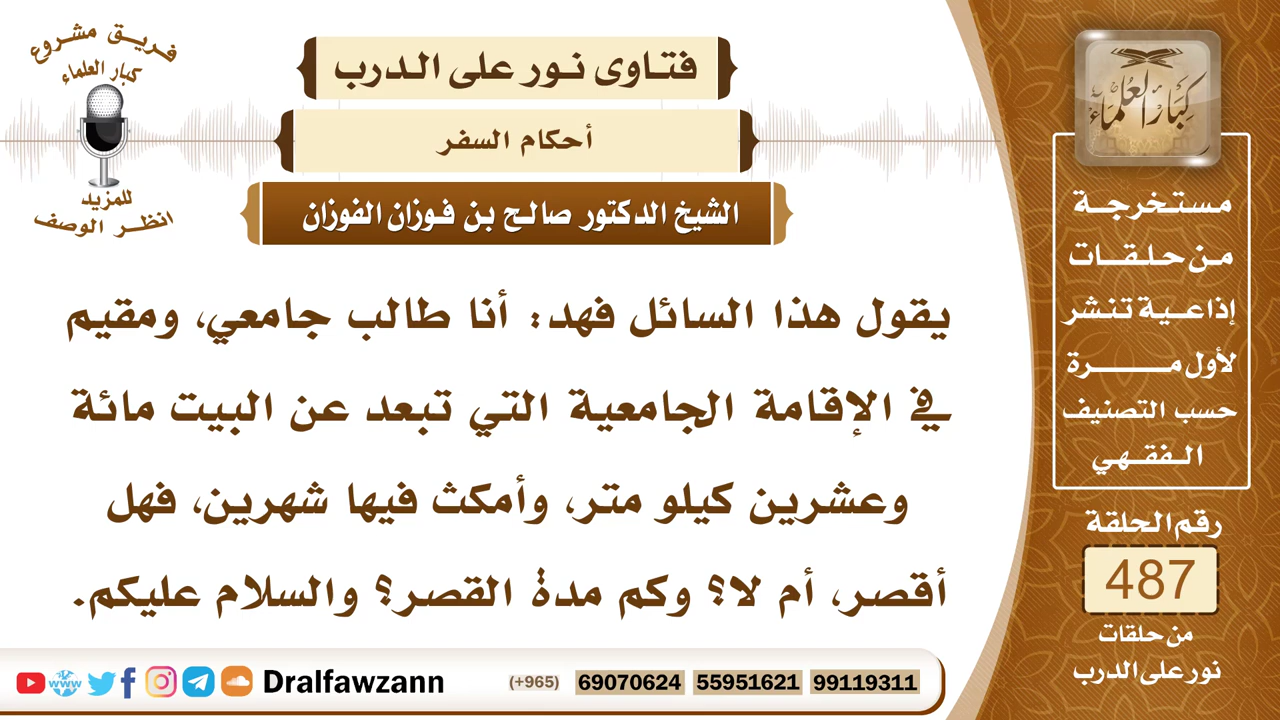 فريق مشروع
كبار العلماء
للمزيد
انظر الوصف
فتاوى نور على الدرب
أحكام السفر
الشيخ الدكتور صالح بن فوزان الفوزان
يقول هذا السائل فهد: أنا طالب جامعي، ومقيم
في الإقامة الجامعية التي تبعد عن البيت مائة
وعشرين كيلو متر، وأمكث فيها شهرين، فهل
أقصر، أم لا؟ وكم مدة القصر؟ والسلام عليكم.
كبار العلماء
مستخرجة
من حلقات
إذاعية تنشر
لأول مرة
حسب التصنيف
الفقهي
رقم الحلقة
487
من حلقات
نور على الدرب
www
Dralfawzann (+965) 69070624 55951621 99119311